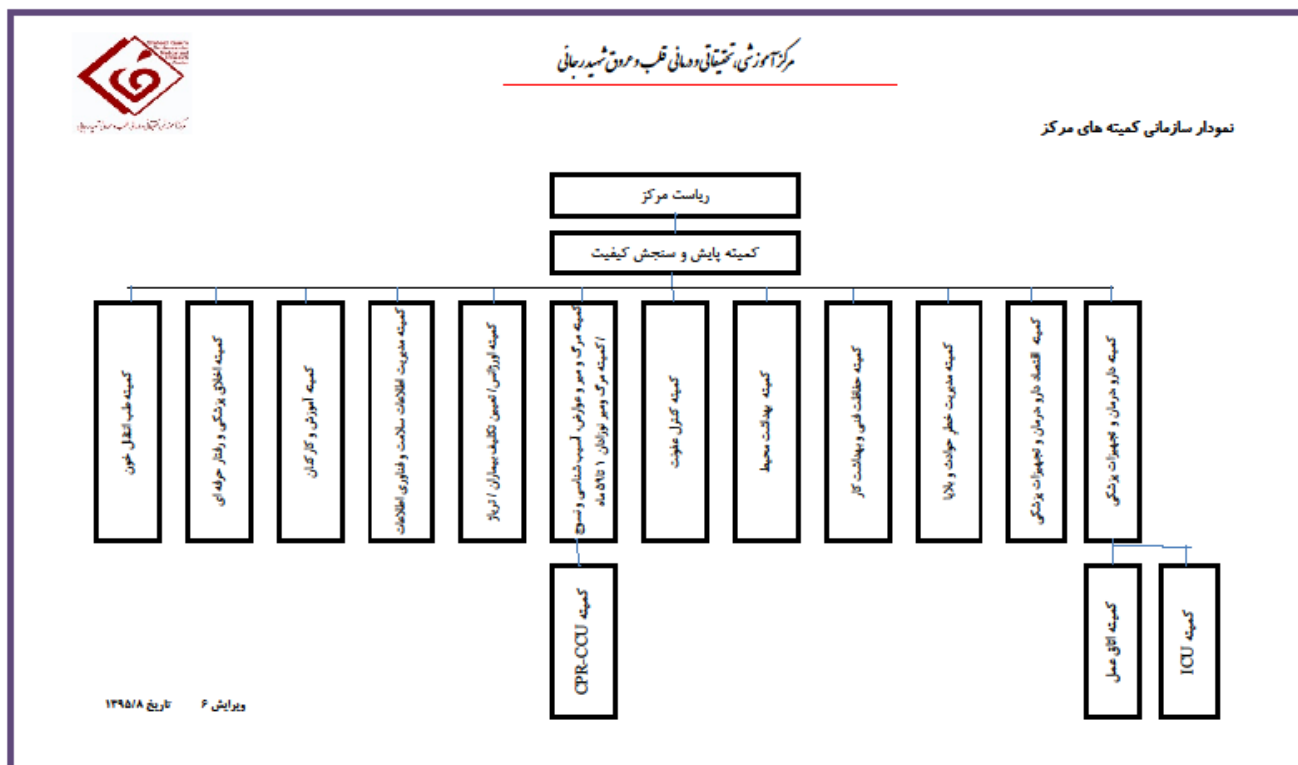 مرکز آموزشی، تحقیقاتی و درمانی قلب و عروق شهید رجائی
نمودار سازمانی کمیته های مرکز
ریاست مرکز
کمیته پایش و سنجش کیفیت
کمیته دارو درمان و تجهیزات پزشکی
کمیته اقتصاد دارو درمان و تجهیزات پزشکی
کمیته مدیریت خطر حوادث و بلایا
کمیته حفاظت فنی و بهداشت کار
کمیته بهداشت محیط
کمیته کنترل عفونت
کمیته مرگ و میر و عوارض، آسیب شناسی و نسوج
/ کمیته مرگ ومیر نوزادان ۱ تا۵۹ ماه
کمیته اورژانس/ تعیین تکلیف بیماران / تریاژ
کمیته مدیریت اطلاعات سلامت و فناوری اطلاعات
کمیته آموزش و کارکنان
کمیته اخلاق پزشکی و رفتار حرفه ای
کمیته طب انتقال خون
کمیته ICU
کمیته اتاق عمل
کمیته CPR-CCU
ویرایش ۶ تاریخ ۱۳۹۵/۸